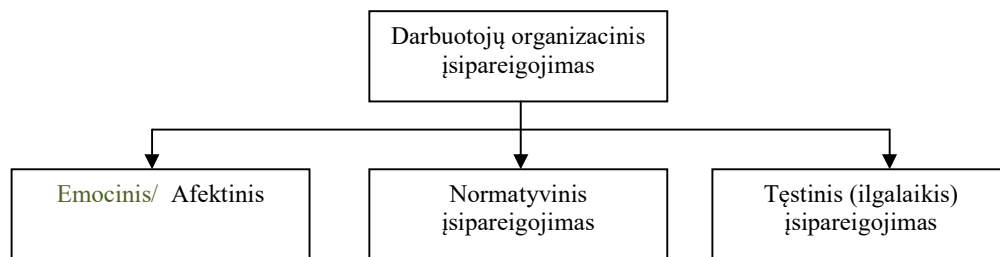 Darbuotojų organizacinis
įsipareigojimas
Emocinis/ Afektinis
Normatyvinis
įsipareigojimas
Tęstinis (ilgalaikis)
įsipareigojimas